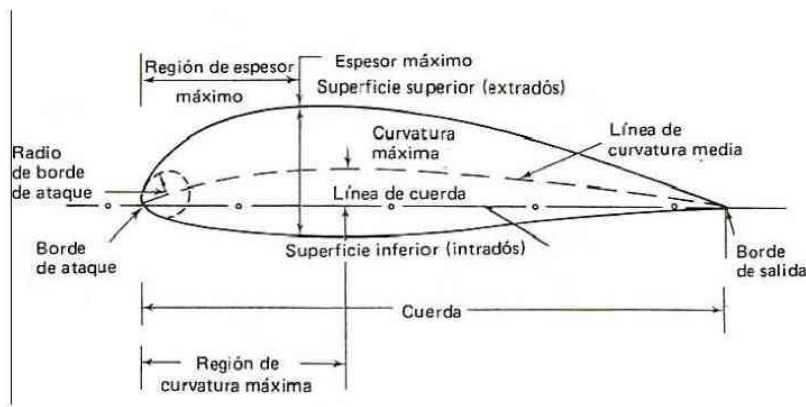 Región de espesor
máximo
Espesor máximo
Superficie superior (extradós)
Radio
de borde
de ataque
Curvatura
máxima
Línea de
curvatura media
Línea de cuerda
Borde
de ataque
Superficie inferior (intradós)
Borde
de salida
Cuerda
Región de
curvatura máxima